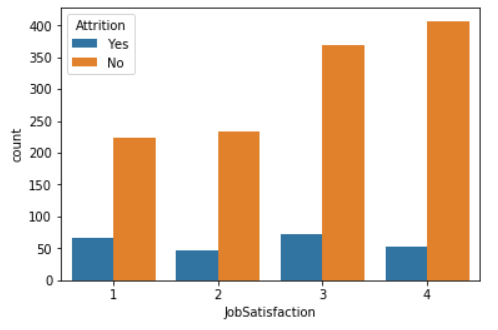 Attrition
Yes
No
400
350
300
250
200
150
100
50
0
count
1 2 3 4
JobSatisfaction